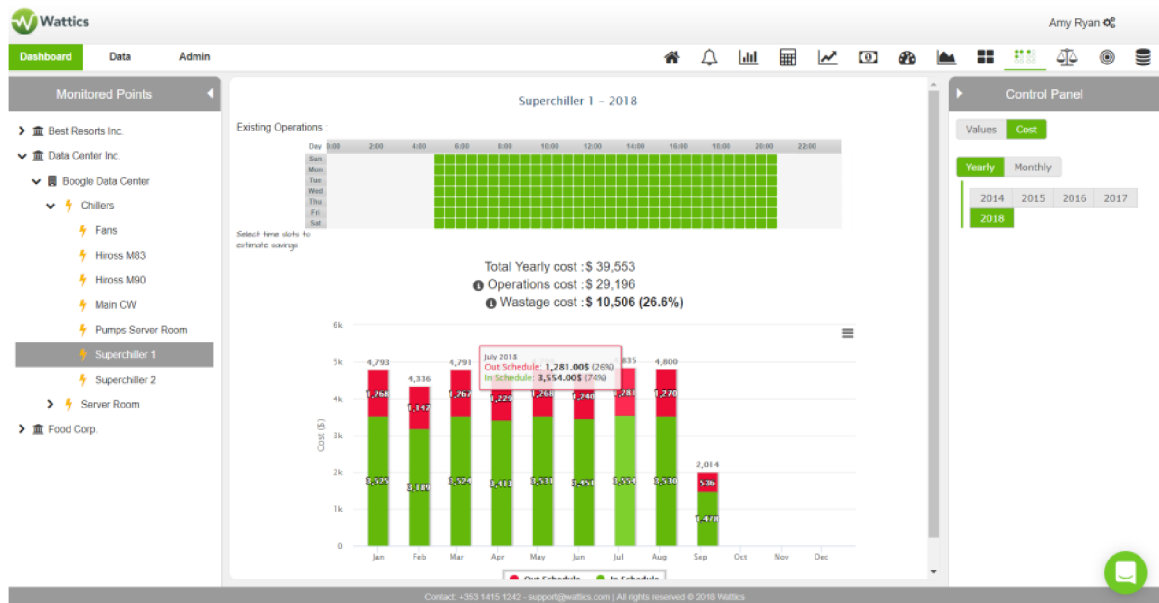 Wattics
Amy Ryan
Dashboard Data Admin
Monitored Points
Best Resorts Inc.
Data Center Inc.
Boogle Data Center
Chillers
Fans
Hiross M83
Hiross M90
Main CW
Pumps Server Room
Superchiller 1
Superchiller 2
Server Room
Food Corp.
Superchiller 1 - 2018
Existing Operations :
Day 0:00 2:00 4:00 6:00 8:00 10:00 12:00 14:00 16:00 18:00 20:00 22:00
Sun
Mon
Tue
Wed
Thu
Fri
Sat
Select time slots to
estimate savings
Total Yearly cost :$ 39,553
Operations cost :$ 29,196
Wastage cost :$ 10,506 (26.6%)
Cost ($)
6k
5k
4k
3k
2k
1k
0
4,793 4,336 4,791 4,800 2,014
July 2018
Out Schedule: 1,281.00$ (26%)
In Schedule: 3,554.00$ (74%)
1,268 1,142 1,267 1,229 1,268 1,240 1,281 1,270 536
3,525 3,524 3,413 3,531 3,451 3,554 3,530 1,478
Jan Feb Mar Apr May Jun Jul Aug Sep Oct Nov Dec
Out Schedule In Schedule
Control Panel
Values Cost
Yearly Monthly
2014 2015 2016 2017
2018
Contact: +353 1415 1242 - support@wattics.com | All rights reserved © 2018 Wattics